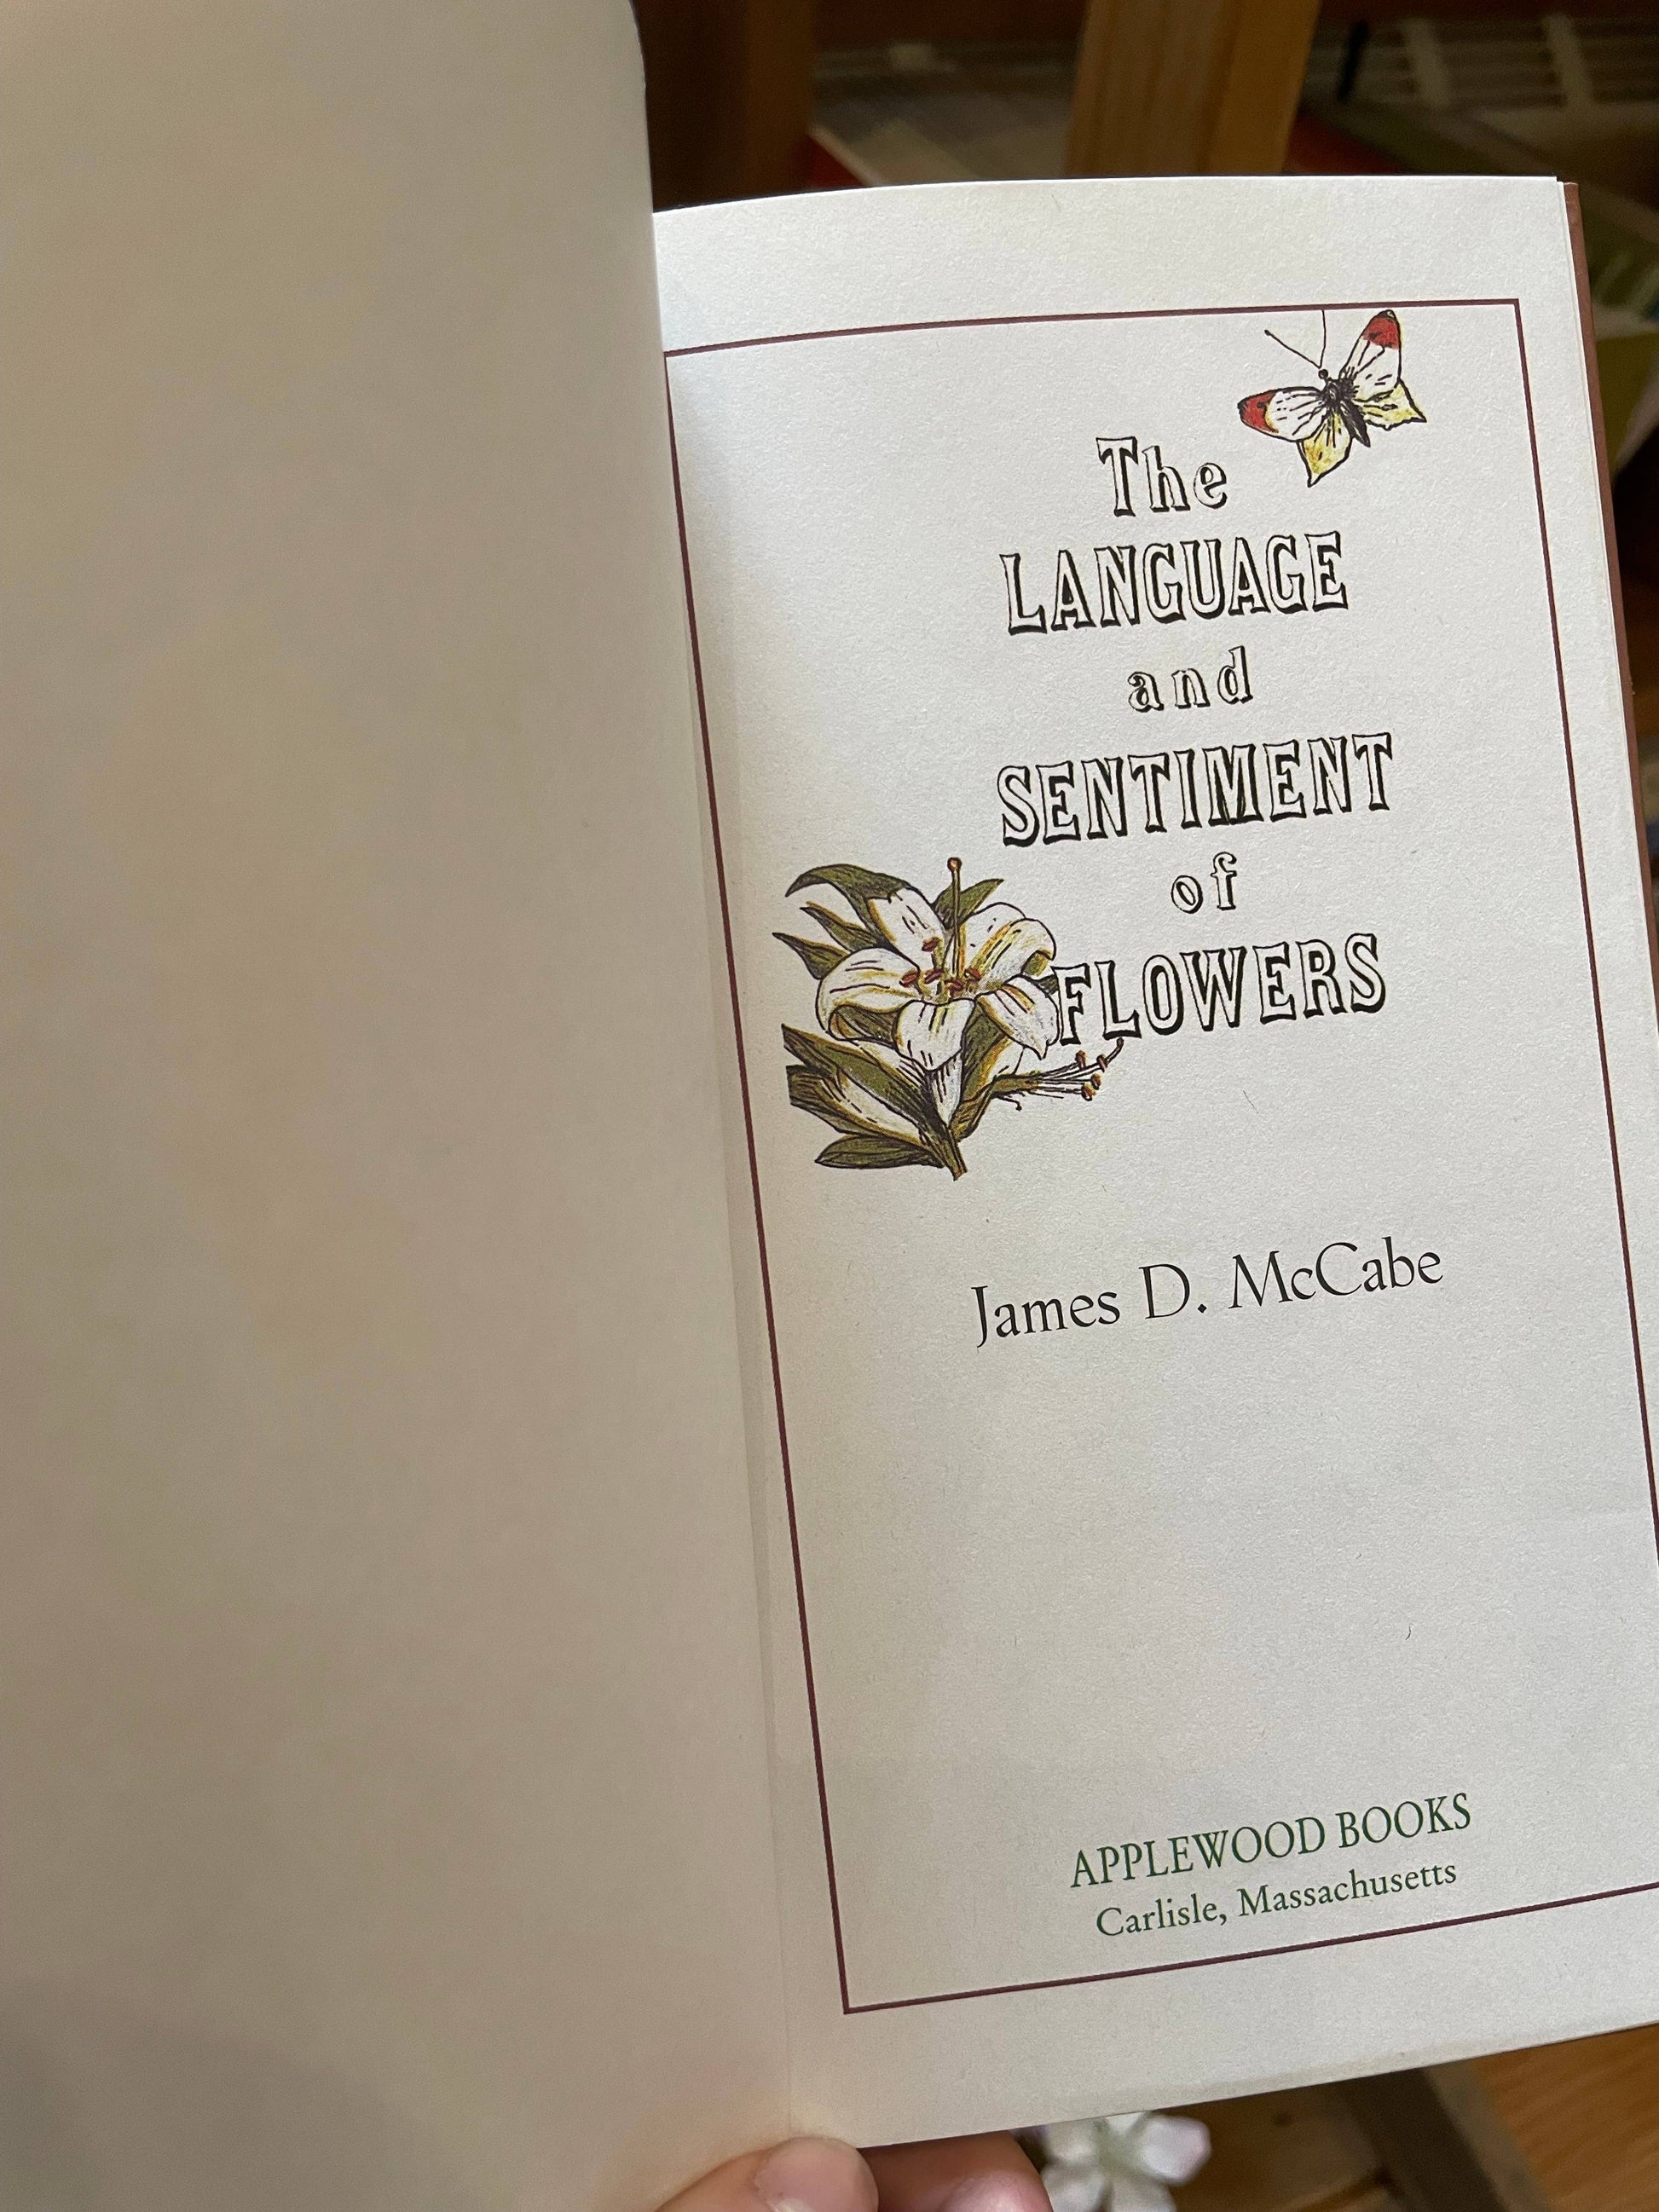 The
LANGUAGE
and
SENTIMENT
of
FLOWERS
James D. McCabe
APPLEWOOD BOOKS
Carlisle, Massachusetts